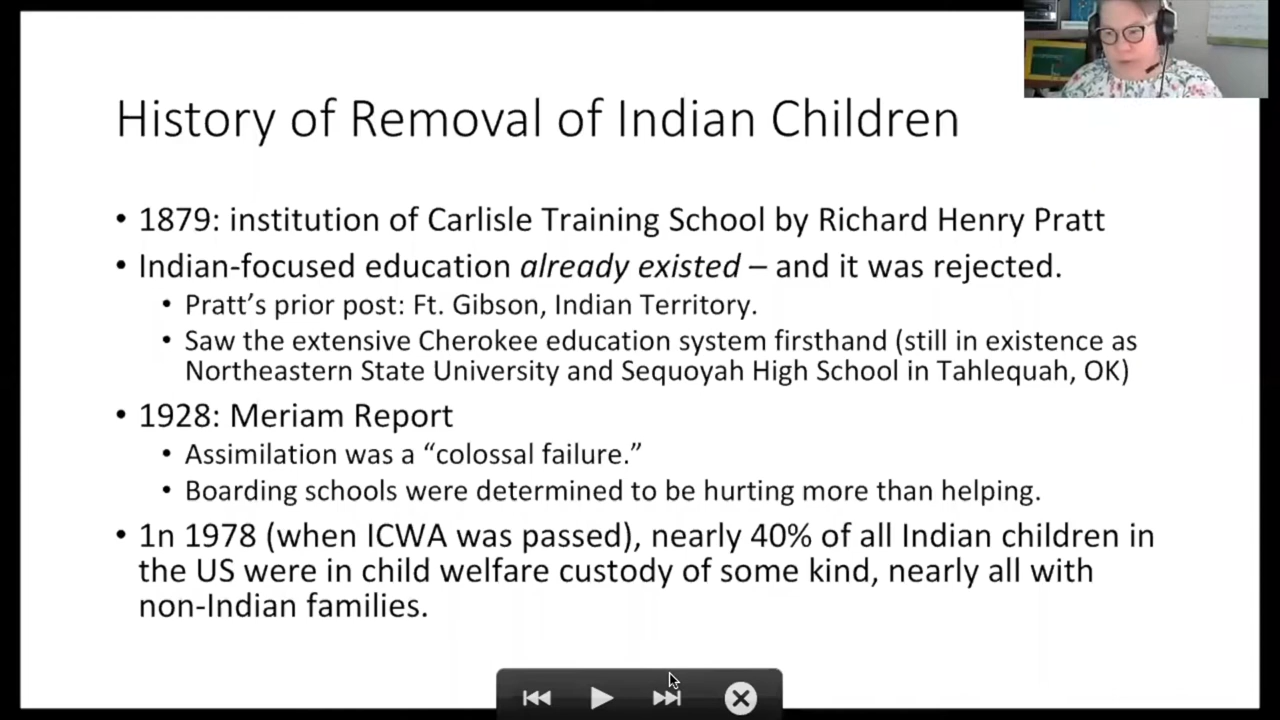 History of Removal of Indian Children
• 1879: institution of Carlisle Training School by Richard Henry Pratt
• Indian-focused education already existed – and it was rejected.
• Pratt’s prior post: Ft. Gibson, Indian Territory.
• Saw the extensive Cherokee education system firsthand (still in existence as
Northeastern State University and Sequoyah High School in Tahlequah, OK)
• 1928: Meriam Report
• Assimilation was a “colossal failure.”
• Boarding schools were determined to be hurting more than helping.
• 1n 1978 (when ICWA was passed), nearly 40% of all Indian children in
the US were in child welfare custody of some kind, nearly all with
non-Indian families.